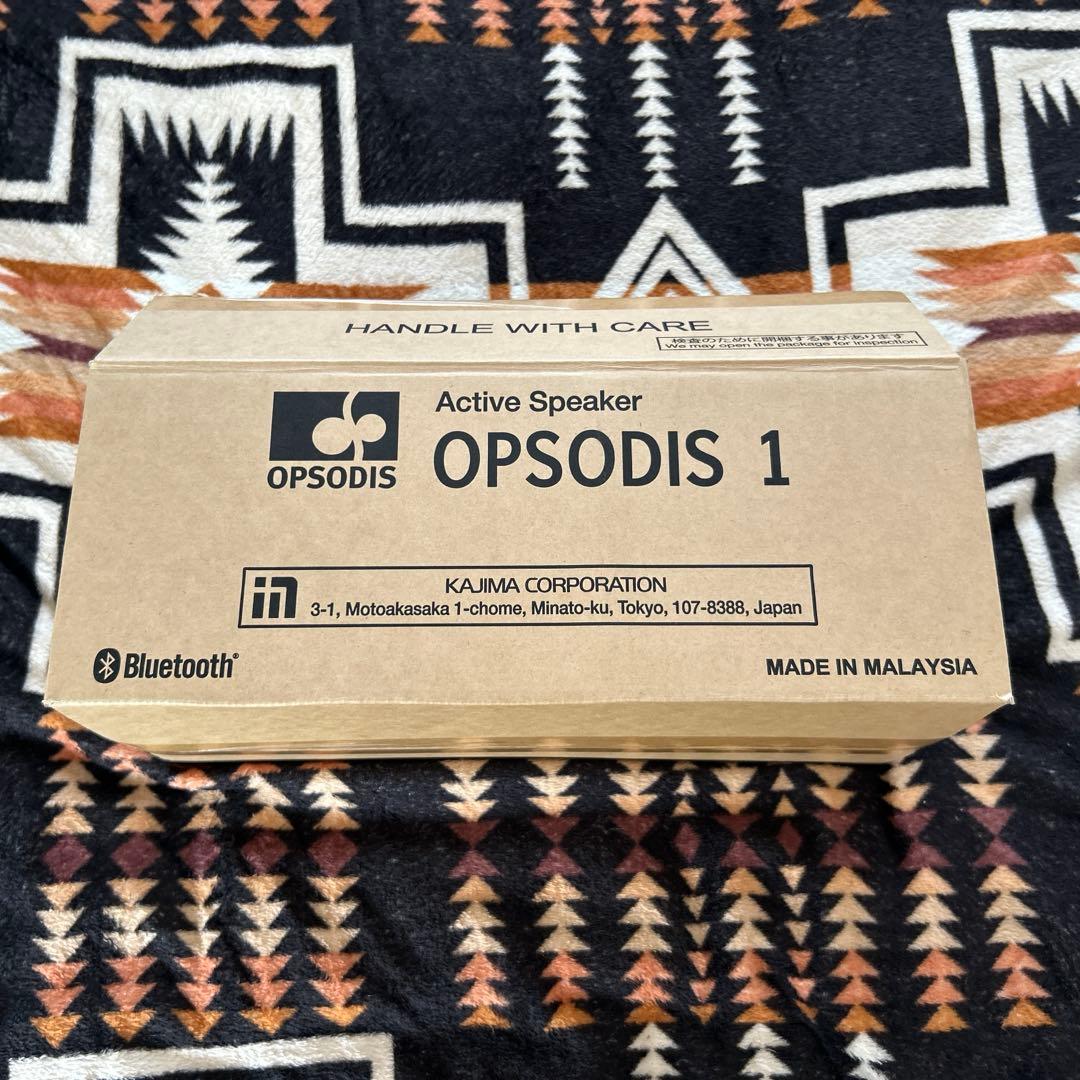 HANDLE WITH CARE
検査のために開梱する事があります
We may open the package for inspection
Active Speaker
OPSODIS 1
OPSODIS
KAJIMA CORPORATION
3-1, Motoakasaka 1-chome, Minato-ku, Tokyo, 107-8388, Japan
Bluetooth®
MADE IN MALAYSIA